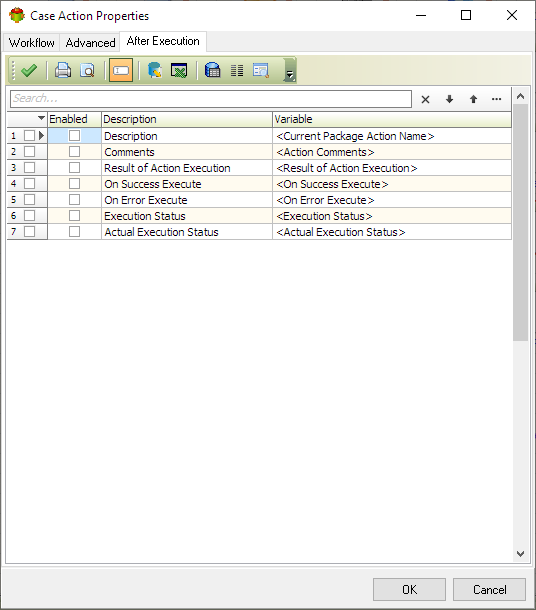 Case Action Properties
Workflow Advanced After Execution
Search...
Enabled Description Variable
1 Description <Current Package Action Name>
2 Comments <Action Comments>
3 Result of Action Execution <Result of Action Execution>
4 On Success Execute <On Success Execute>
5 On Error Execute <On Error Execute>
6 Execution Status <Execution Status>
7 Actual Execution Status <Actual Execution Status>
OK Cancel